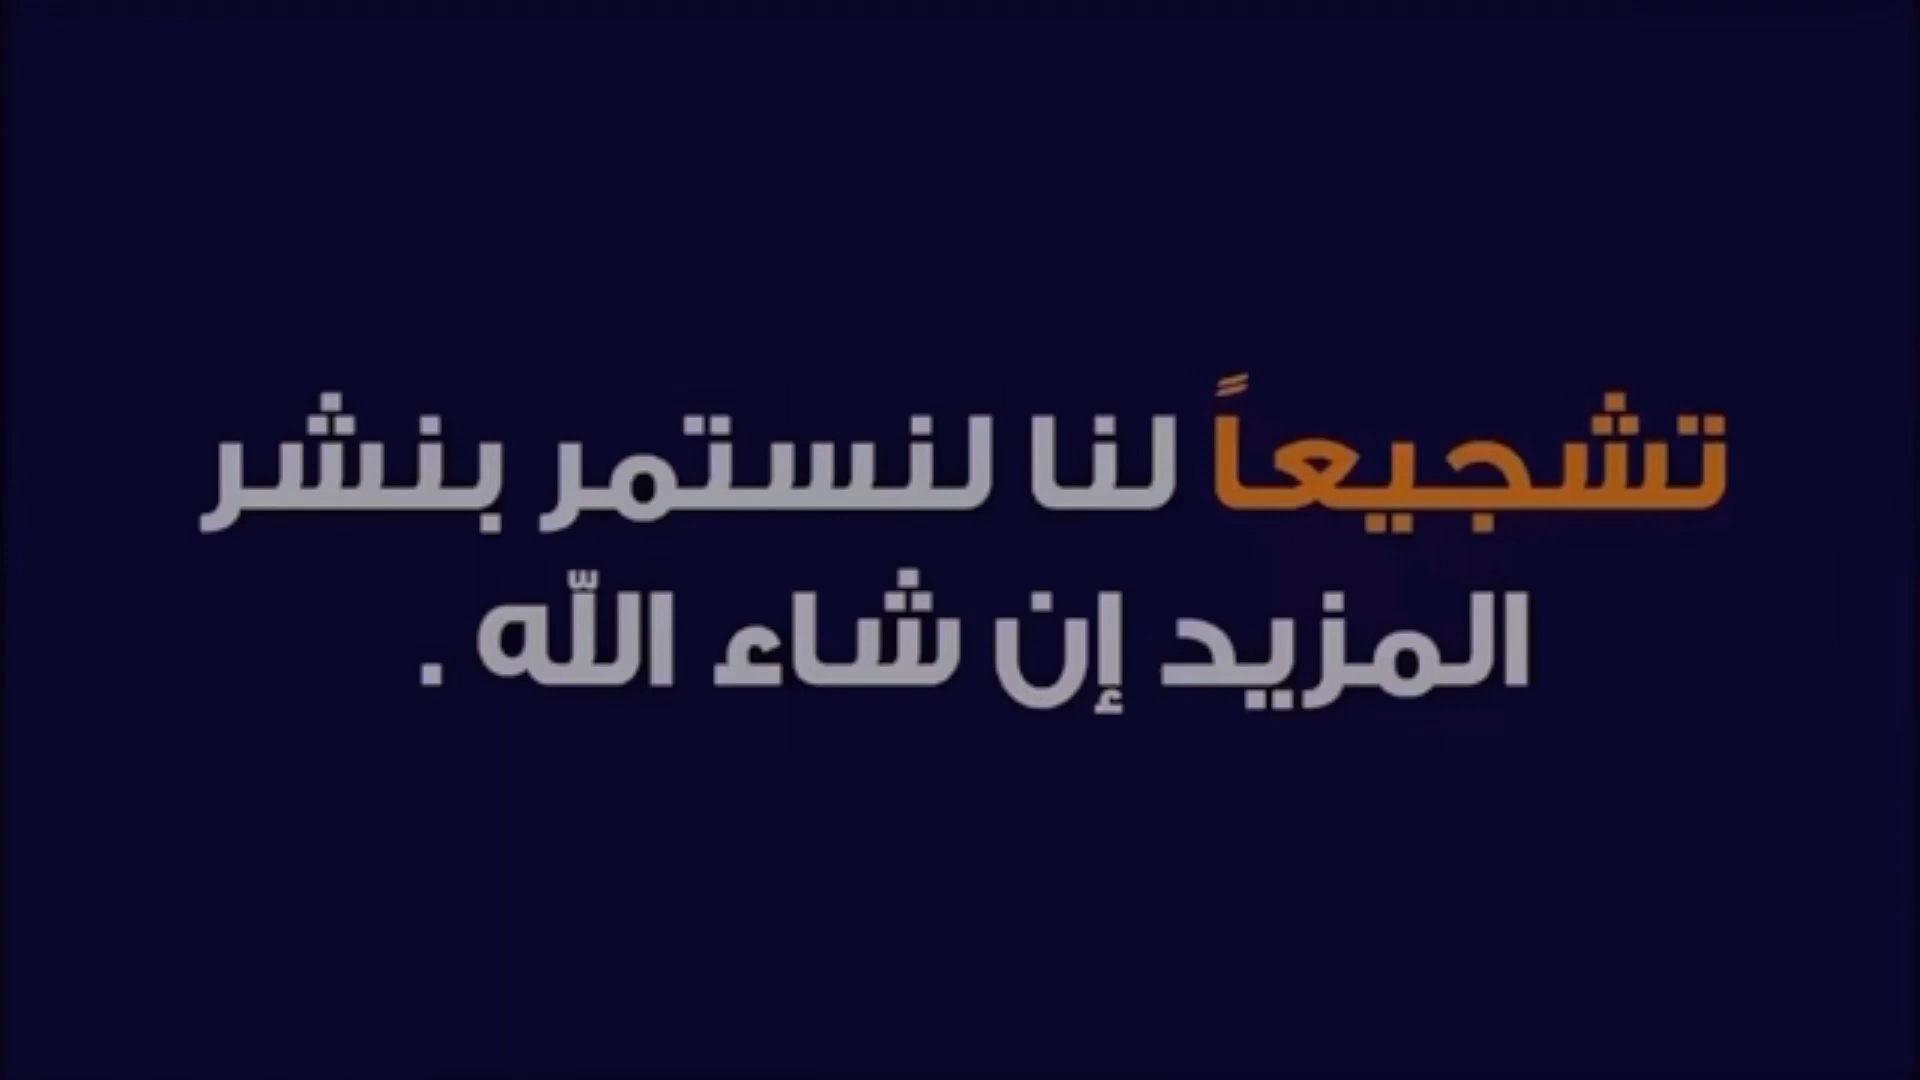 تشجيعاً لنا لنستمر بنشر
المزيد إن شاء اللّه .